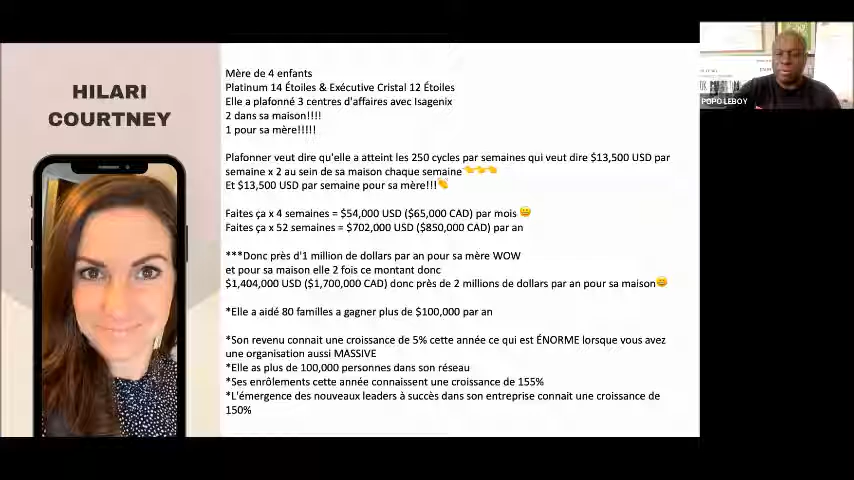 HILARI
COURTNEY
Mère de 4 enfants
Platinum 14 Étoiles & Exécutive Cristal 12 Étoiles
Elle a plafonné 3 centres d'affaires avec Isagenix
2 dans sa maison!!!!
1 pour sa mère!!!!!
Plafonner veut dire qu'elle a atteint les 250 cycles par semaines qui veut dire $13,500 USD par
semaine x 2 au sein de sa maison chaque semaine👈👈👈
Et $13,500 USD par semaine pour sa mère!!!👏
Faites ça x 4 semaines = $54,000 USD ($65,000 CAD) par mois 😀
Faites ça x 52 semaines = $702,000 USD ($850,000 CAD) par an
***Donc près d'1 million de dollars par an pour sa mère WOW
et pour sa maison elle 2 fois ce montant donc
$1,404,000 USD ($1,700,000 CAD) donc près de 2 millions de dollars par an pour sa maison😀
*Elle a aidé 80 familles a gagner plus de $100,000 par an
*Son revenu connait une croissance de 5% cette année ce qui est ÉNORME lorsque vous avez
une organisation aussi MASSIVE
*Elle as plus de 100,000 personnes dans son réseau
*Ses enrôlements cette année connaissent une croissance de 155%
*L'émergence des nouveaux leaders à succès dans son entreprise connait une croissance de
150%
POPO LEBOY